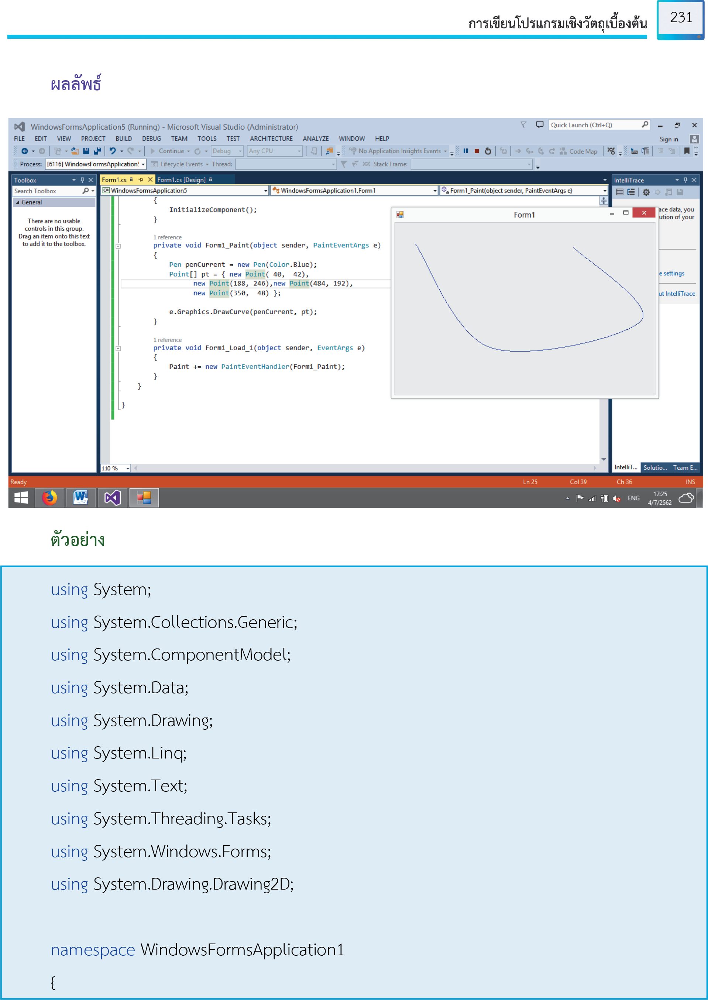 การเขียนโปรแกรมเชิงวัตถุเบื้องต้น 231
ผลลัพธ์
WindowsFormsApplication5 (Running) - Microsoft Visual Studio (Administrator)
Quick Launch (Ctrl+Q)
FILE EDIT VIEW PROJECT BUILD DEBUG TEAM TOOLS TEST ARCHITECTURE ANALYZE WINDOW HELP Sign in
Continue Debug Any CPU No Application Insights Events Code Map
Process: [6116] WindowsFormsApplication! Lifecycle Events Thread: Stack Frame:
Toolbox Form1.cs Form1.cs [Design] IntelliTrace
Search Toolbox WindowsFormsApplication5 WindowsFormsApplication1.Form1 Form1_Paint(object sender, PaintEventArgs e)
General
There are no usable
controls in this group.
Drag an item onto this text
to add it to the toolbox.
{
InitializeComponent();
}
1 reference
private void Form1_Paint(object sender, PaintEventArgs e)
{
Pen penCurrent = new Pen(Color.Blue);
Point[] pt = { new Point( 40,  42),
new Point(188, 246),new Point(484, 192),
new Point(350,  48) };
e.Graphics.DrawCurve(penCurrent, pt);
}
1 reference
private void Form1_Load_1(object sender, EventArgs e)
{
Paint += new PaintEventHandler(Form1_Paint);
}
}
}
Form1
ace data, you
ution of your
e settings
ut IntelliTrace
110 %
IntelliT... Solutio... Team E...
Ready Ln 25 Col 39 Ch 36 INS
ENG 17:25
4/7/2562
ตัวอย่าง
using System;
using System.Collections.Generic;
using System.ComponentModel;
using System.Data;
using System.Drawing;
using System.Linq;
using System.Text;
using System.Threading.Tasks;
using System.Windows.Forms;
using System.Drawing.Drawing2D;
namespace WindowsFormsApplication1
{